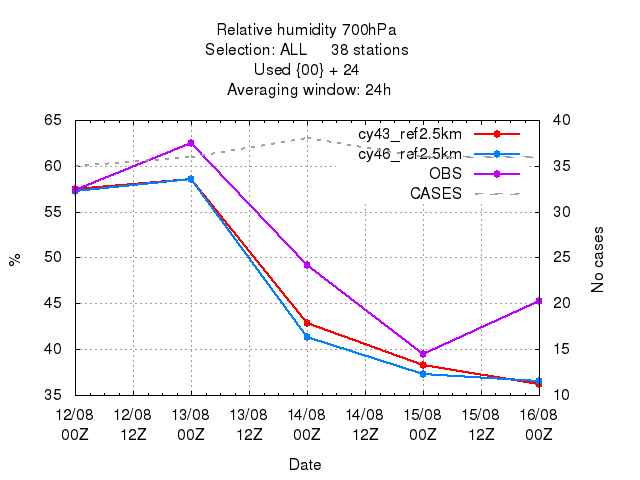 Relative humidity 700hPa
Selection: ALL 38 stations
Used {00} + 24
Averaging window: 24h
65 40
cy43_ref2.5km
cy46_ref2.5km
OBS
CASES
60 35
55 30
50 25
%
No cases
45 20
40 15
35 10
12/08 12/08 13/08 13/08 14/08 14/08 15/08 15/08 16/08
00Z 12Z 00Z 12Z 00Z 12Z 00Z 12Z 00Z
Date